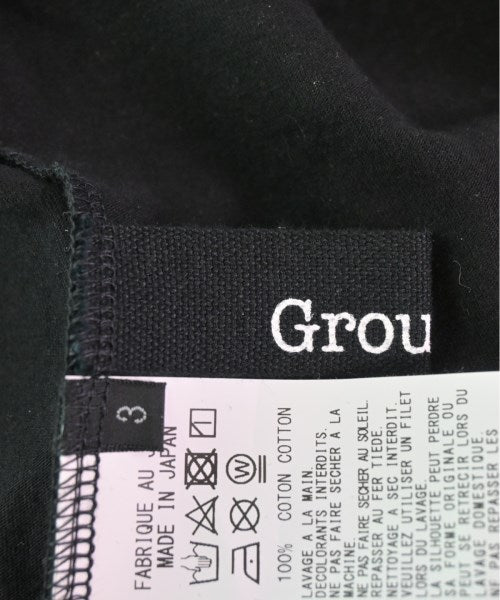 Grou
3
FABRIQUE AU J
MADE IN JAPAN
100% COTON COTTON
LAVAGE A LA MAIN.
DECOLORANTS INTERDITS.
NE PAS FAIRE SECHER A LA
MACHINE.
NE PAS FAIRE SECHER AU SOLEIL.
REPASSER AU FER TIEDE.
NETTOYAGE A SEC INTERDIT.
VEUILLEZ UTILISER UN FILET
LORS DU LAVAGE.
LA SILHOUETTE PEUT PERDRE
SA FORME ORIGINALE OU
PEUT SE RETRECIR LORS DU
LAVAGE DOMESTIQUE.